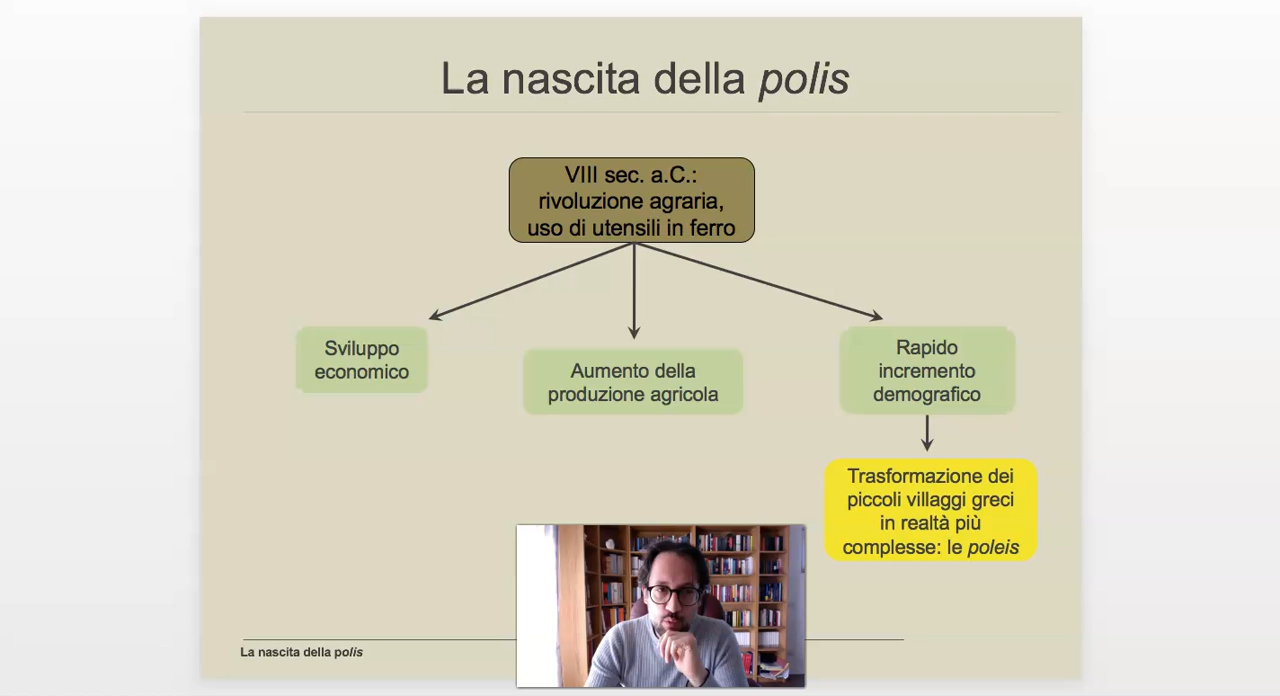 La nascita della polis
VIII sec. a.C.:
rivoluzione agraria,
uso di utensili in ferro
Sviluppo
economico
Aumento della
produzione agricola
Rapido
incremento
demografico
Trasformazione dei
piccoli villaggi greci
in realtà più
complesse: le poleis
La nascita della polis